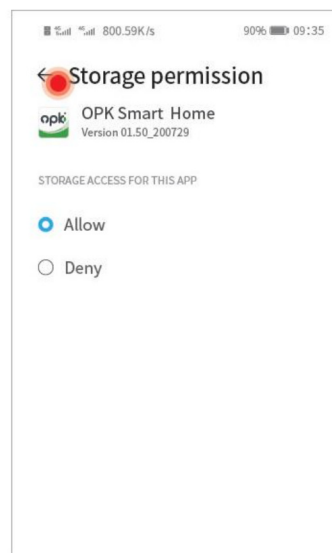 800.59K/s 90% 09:35
Storage permission
opk
OPK Smart Home
Version 01.50_200729
STORAGE ACCESS FOR THIS APP
Allow
Deny